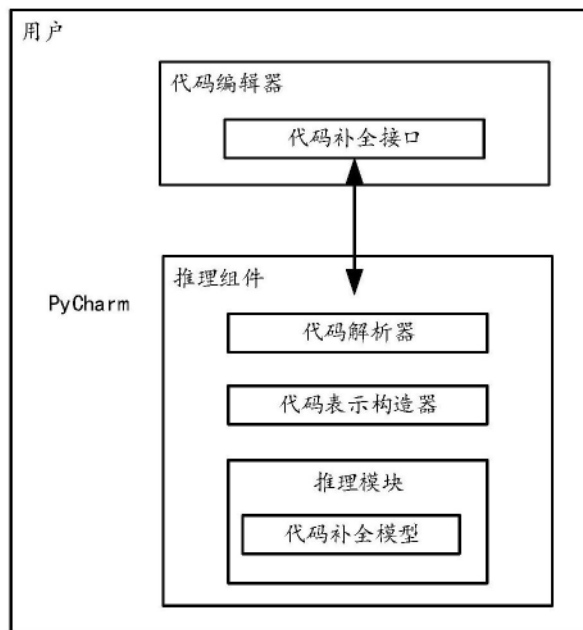 用户
代码编辑器
代码补全接口
推理组件
PyCharm
代码解析器
代码表示构造器
推理模块
代码补全模型